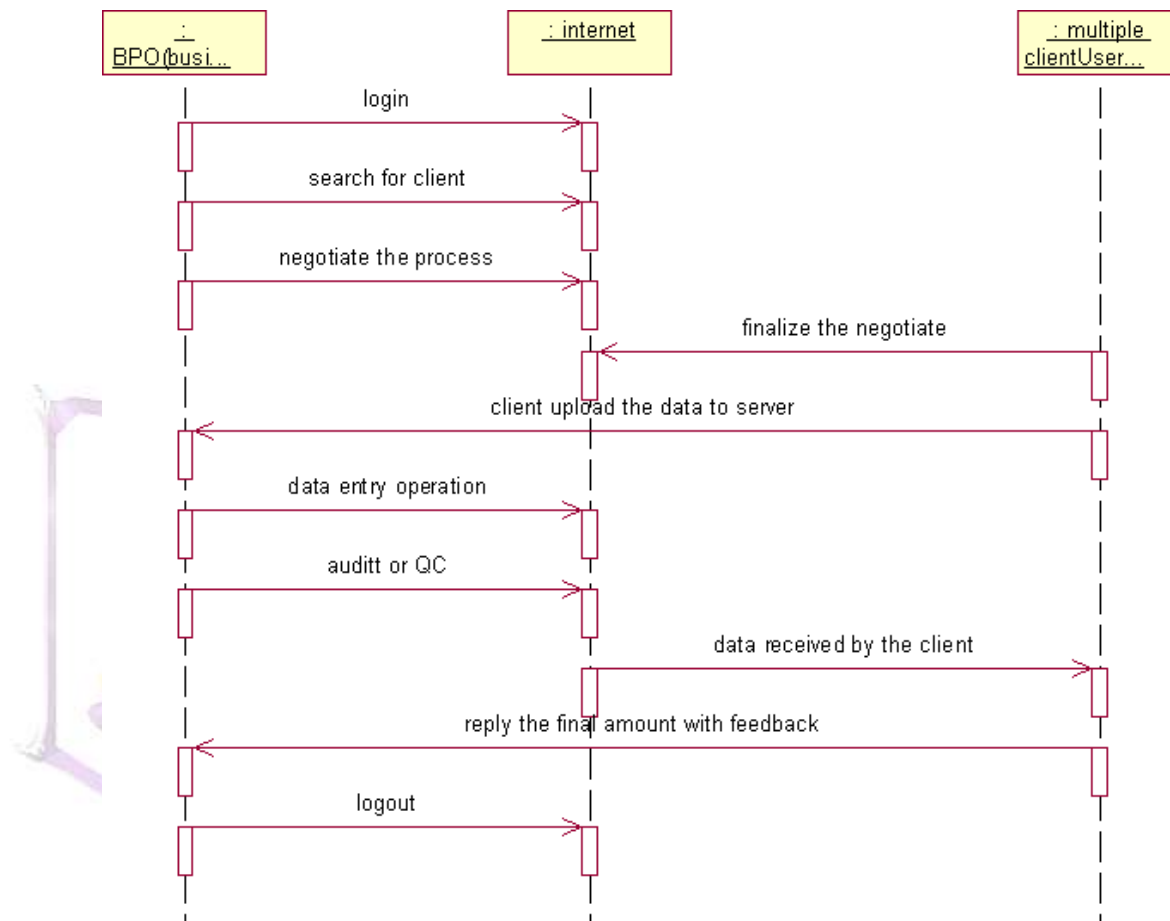 :
BPO(busi...
: internet
: multiple
clientUser...
login
search for client
negotiate the process
finalize the negotiate
client upload the data to server
data entry operation
auditt or QC
data received by the client
reply the final amount with feedback
logout